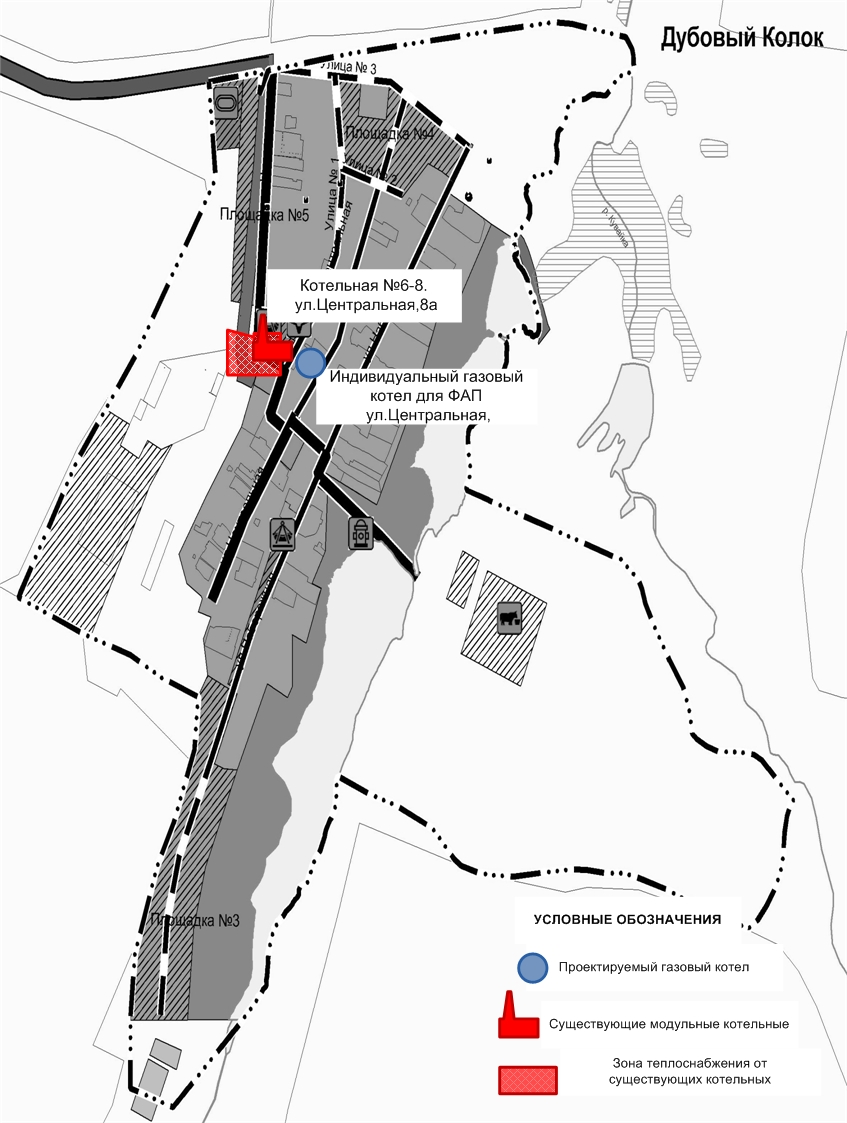 Дубовый Колок
Улица № 3
Площадка №4
Улица № 2
Улица № 1
Площадка №5
р. Кувайка
Котельная №6-8.
ул.Центральная,8а
Индивидуальный газовый
котел для ФАП
ул.Центральная,
Площадка №3
УСЛОВНЫЕ ОБОЗНАЧЕНИЯ
Проектируемый газовый котел
Существующие модульные котельные
Зона теплоснабжения от
существующих котельных